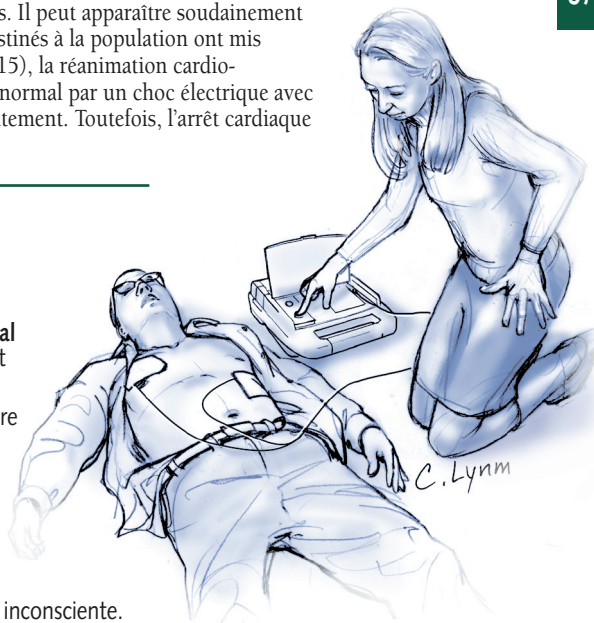 s. Il peut apparaître soudainement
stinés à la population ont mis
15), la réanimation cardio-
normal par un choc électrique avec
itement. Toutefois, l'arrêt cardiaque
al
t
re
C. Lynm
inconsciente.